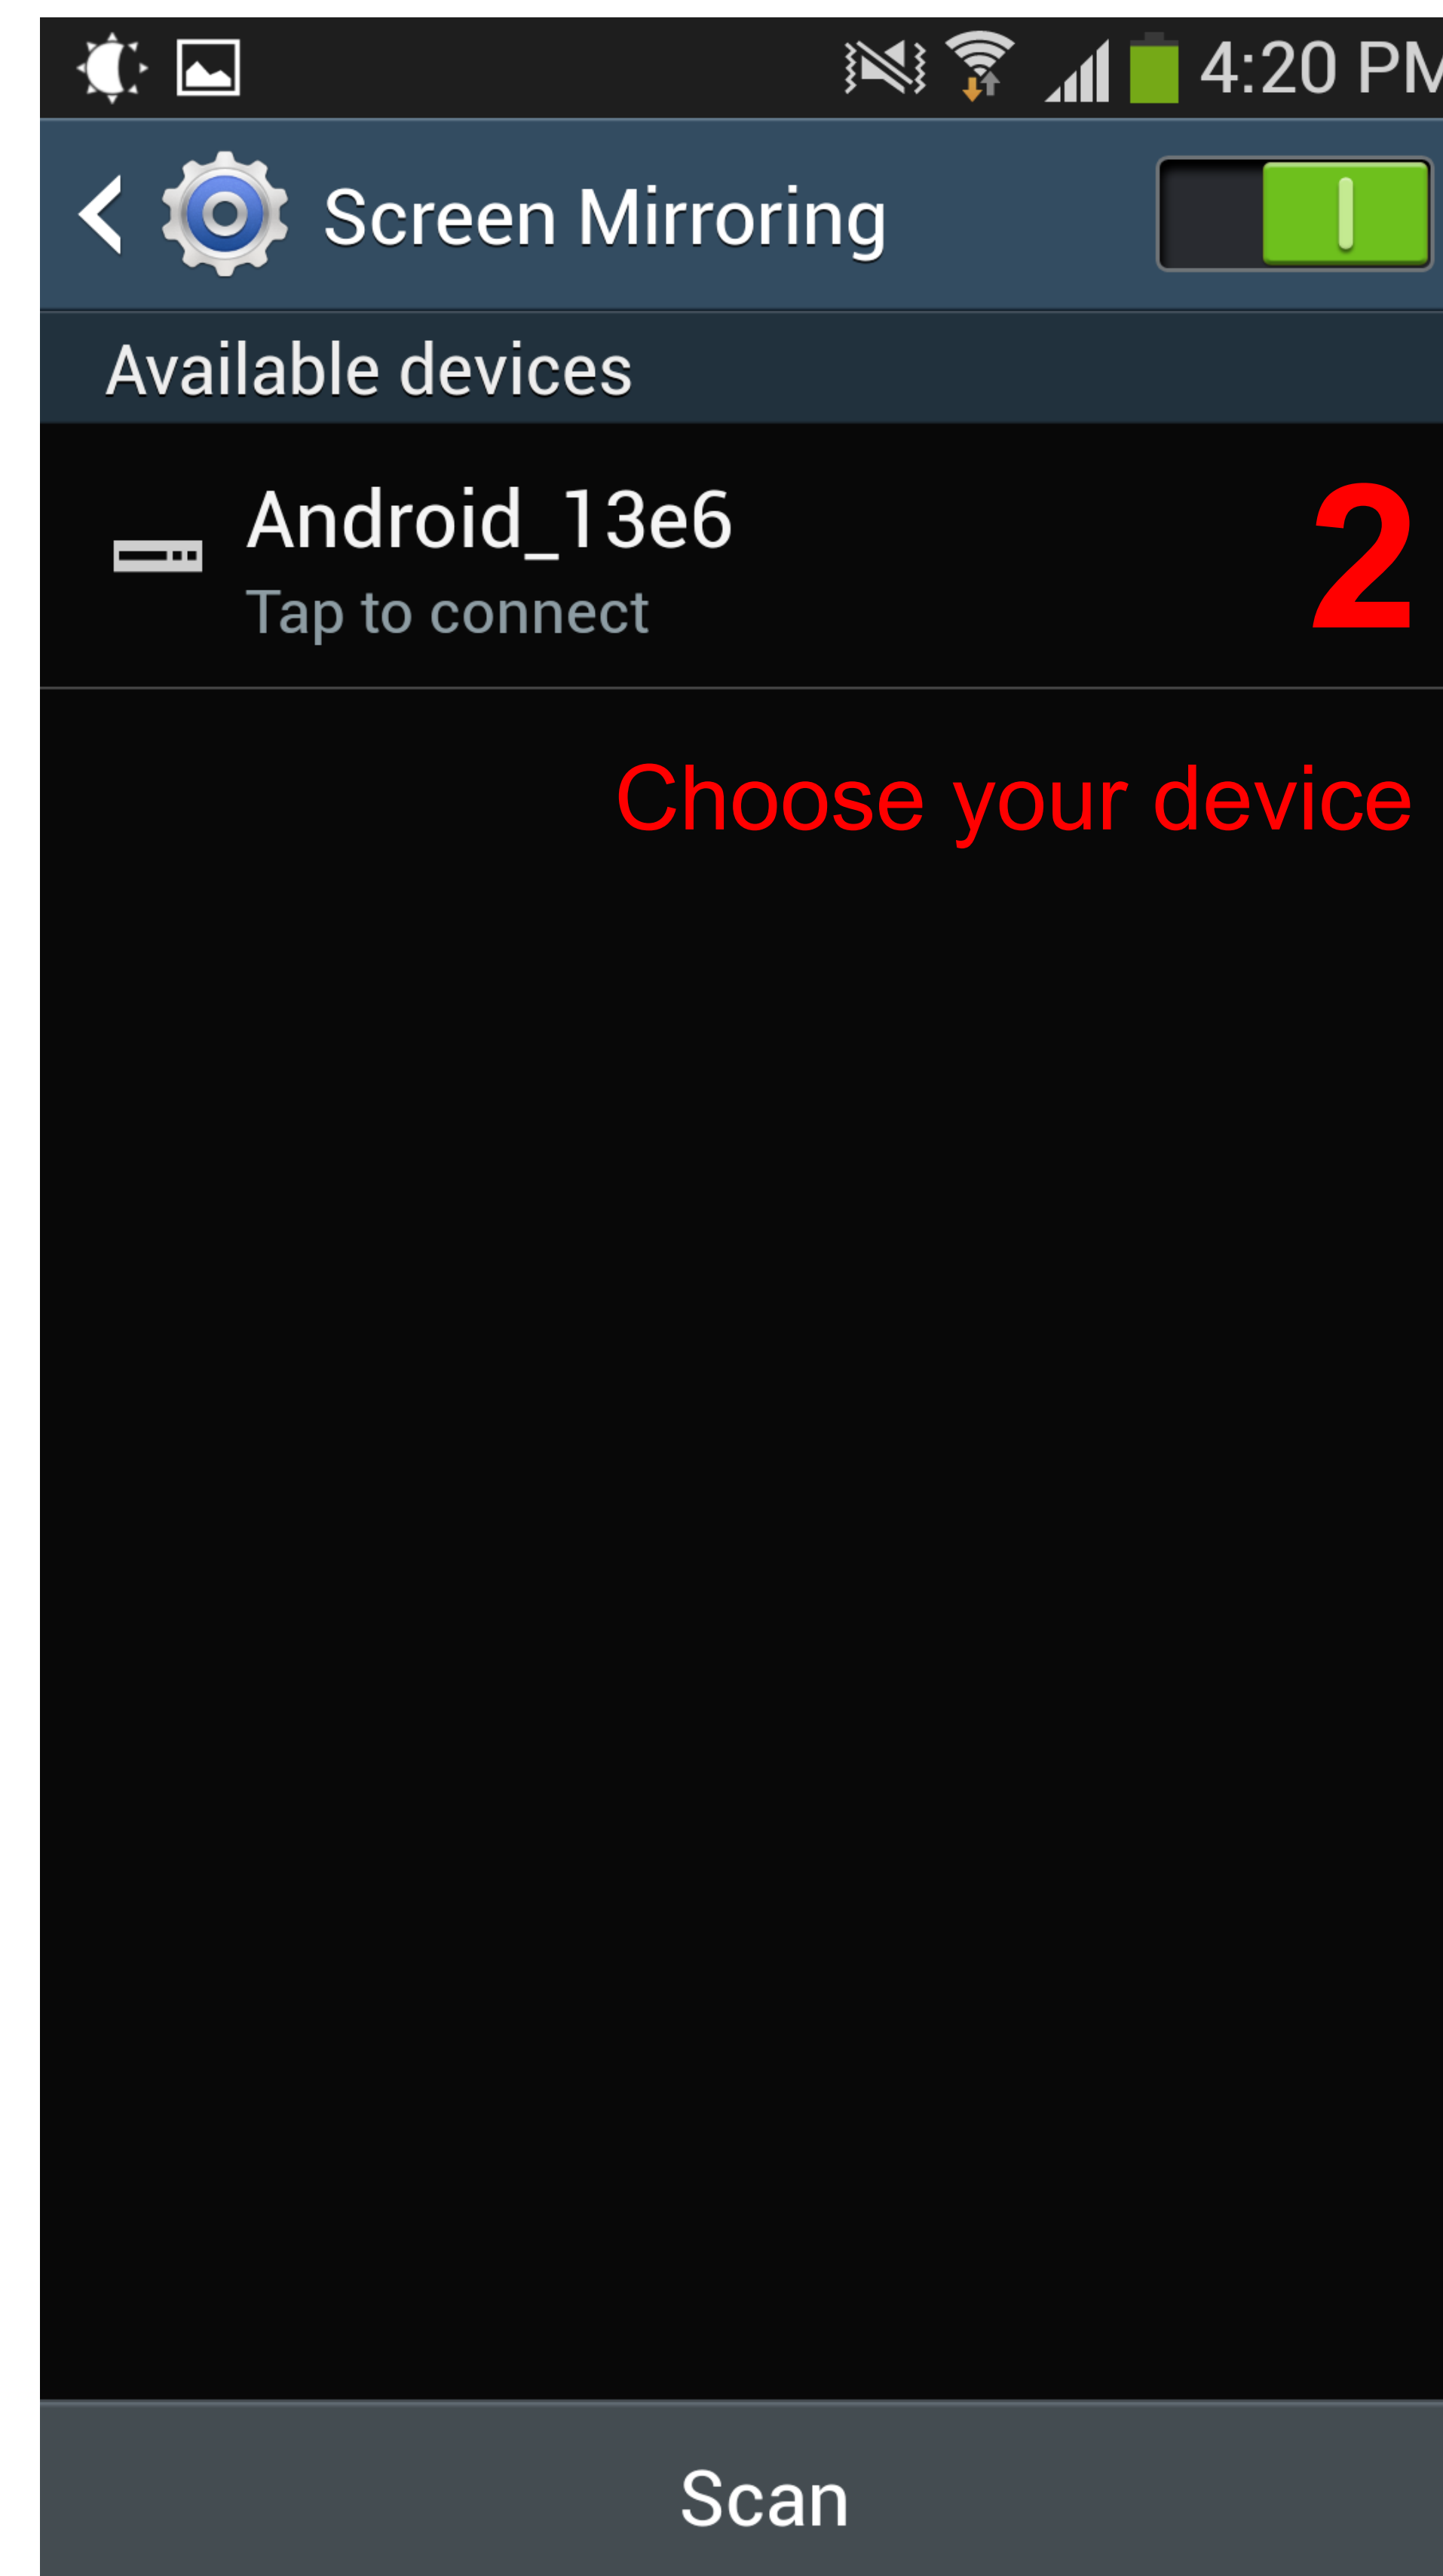 4:20 PM
Screen Mirroring
Available devices
Android_13e6
Tap to connect
2
Choose your device
Scan